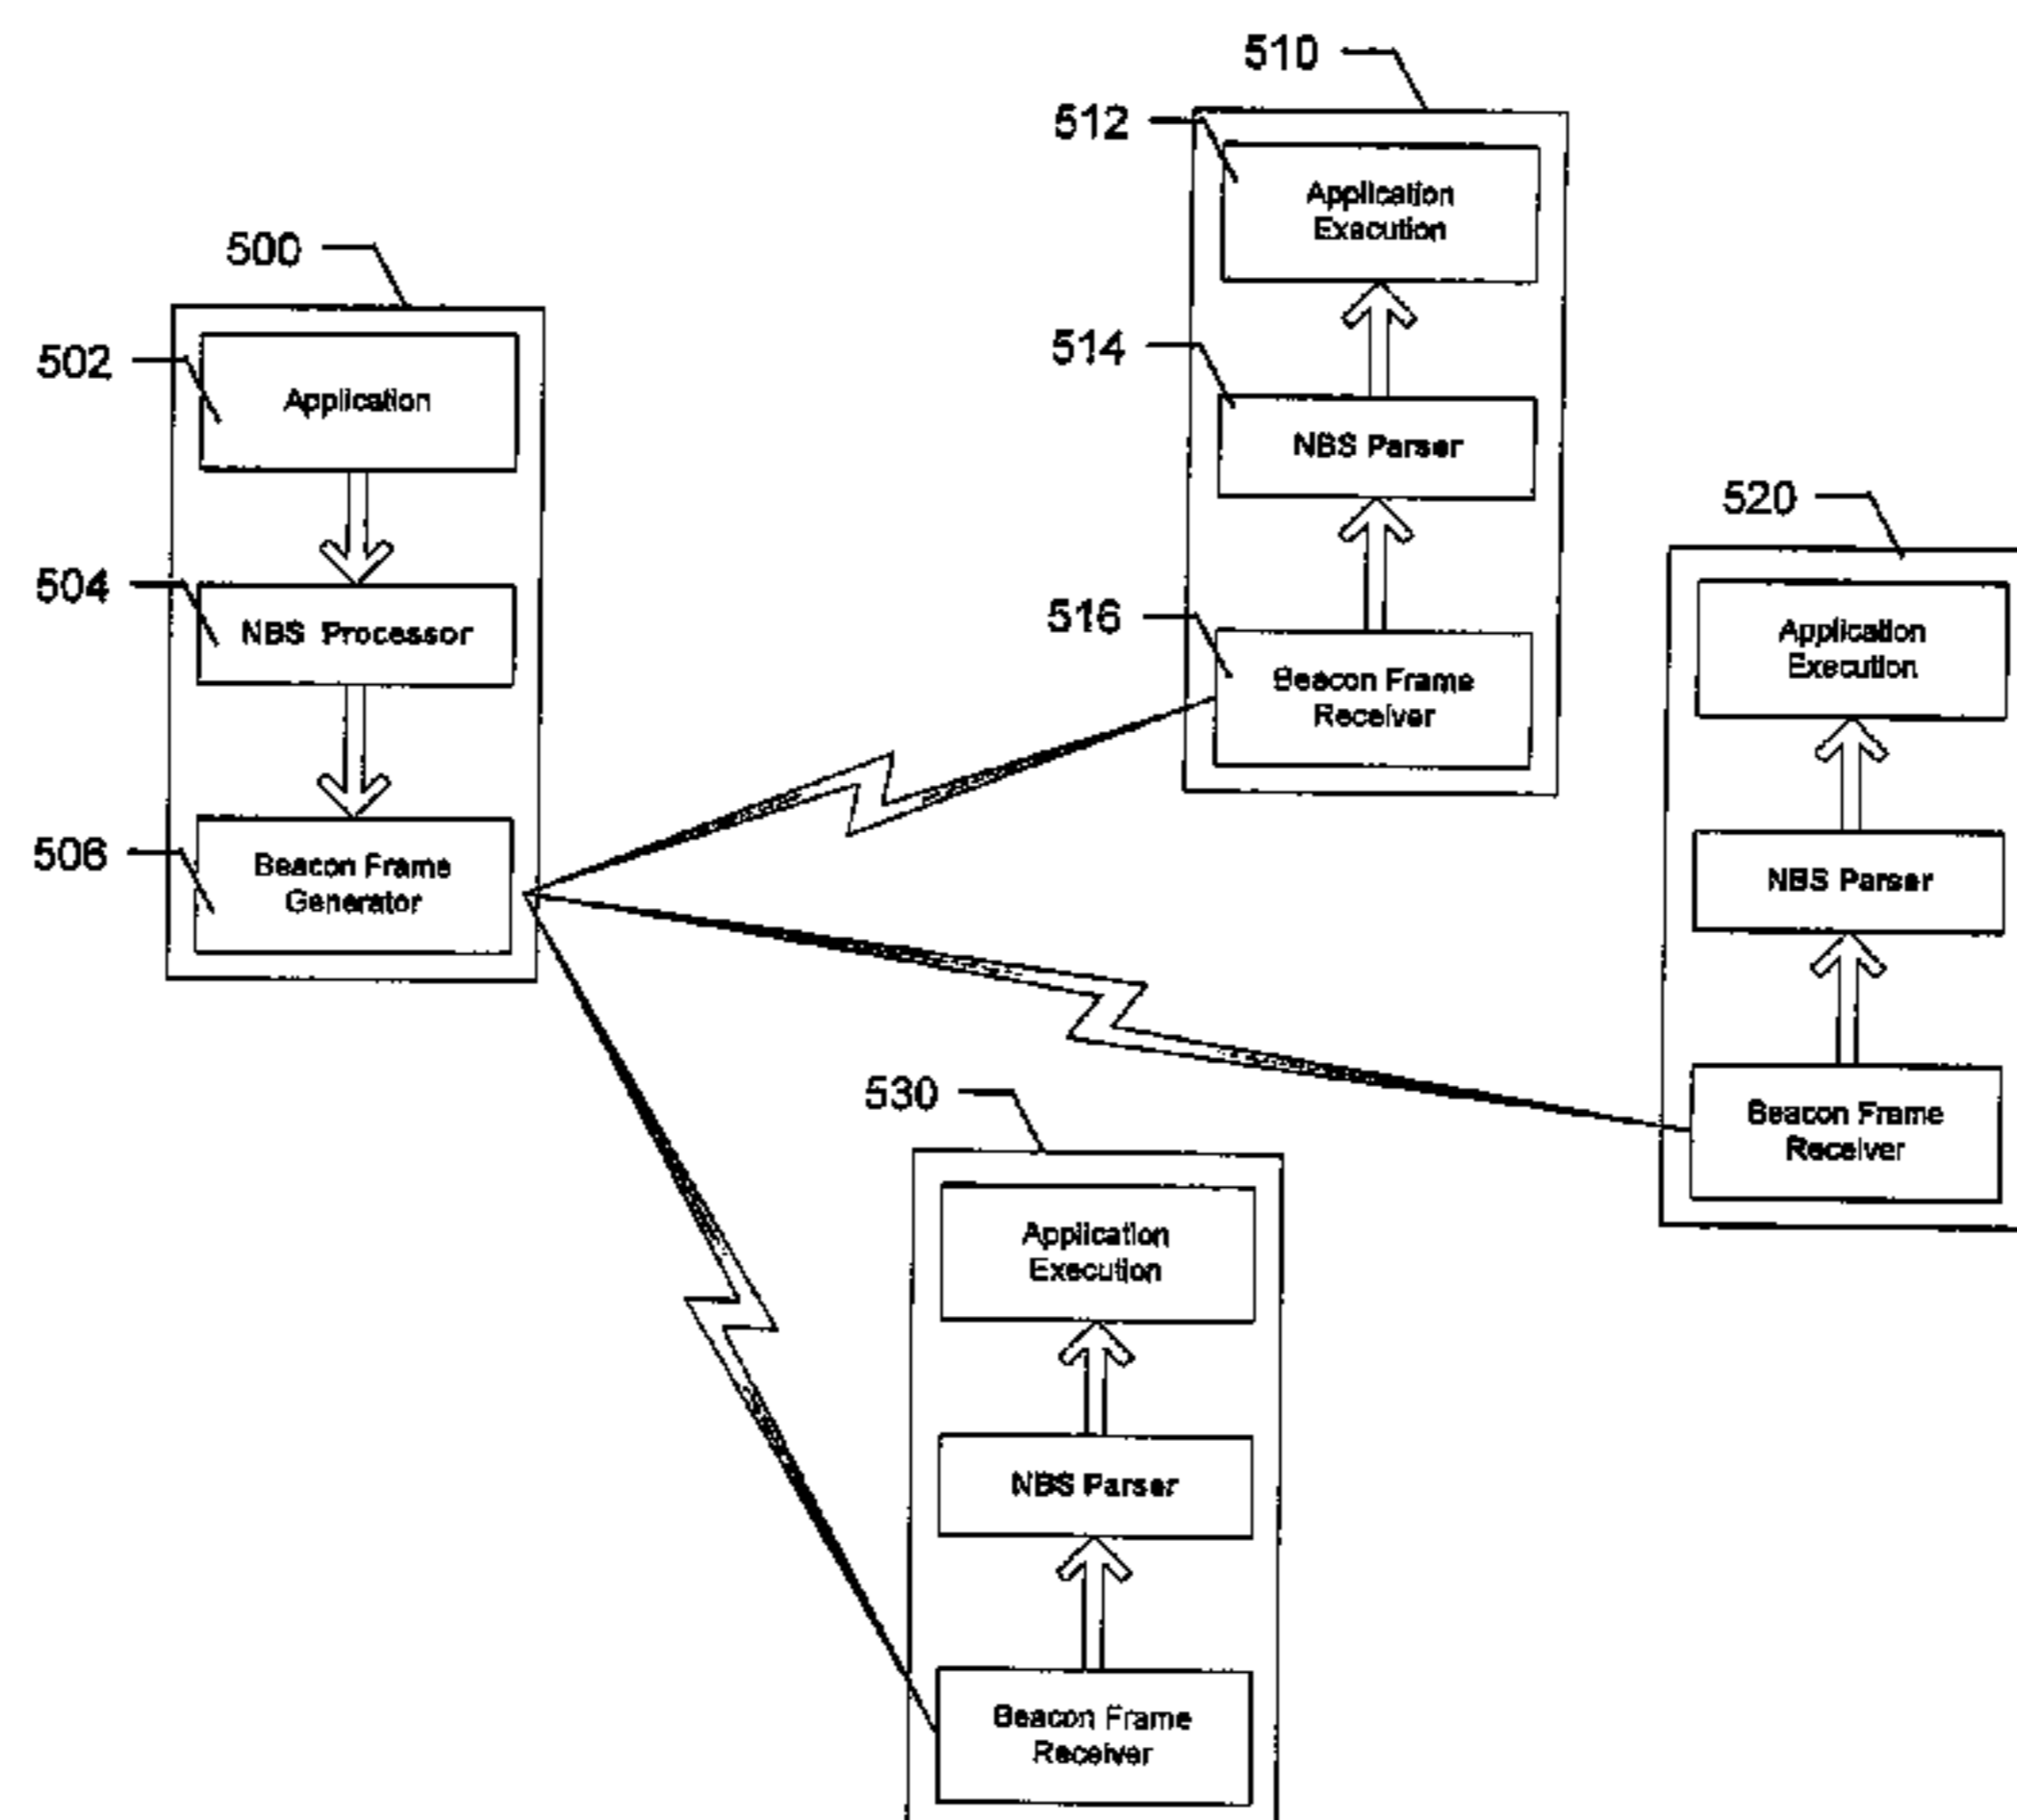 510
512
Application
Execution
500
502
Application
514
NBS Parser
520
504
NBS Processor
516
Beacon Frame
Receiver
Application
Execution
506
Beacon Frame
Generator
NBS Parser
530
Beacon Frame
Receiver
Application
Execution
NBS Parser
Beacon Frame
Receiver